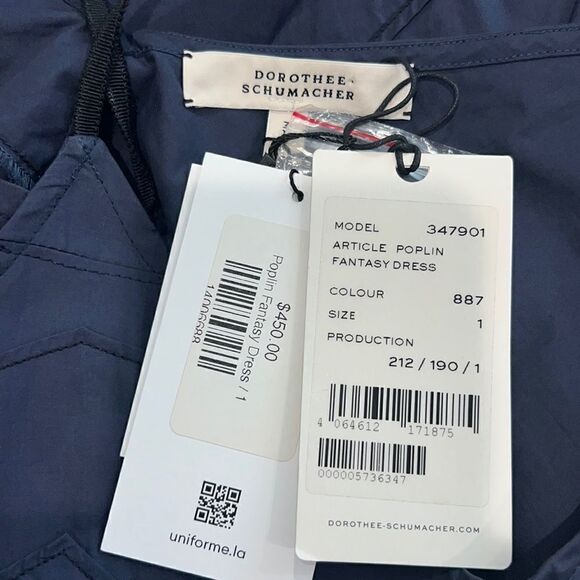 DOROTHEE
SCHUMACHER
MODEL 347901
ARTICLE POPLIN
FANTASY DRESS
COLOUR 887
SIZE 1
PRODUCTION
212 / 190 / 1
4 064612 171875
000005736347
DOROTHEE-SCHUMACHER.COM
$450.00
Poplin Fantasy Dress / 1
14006688
uniforme.la